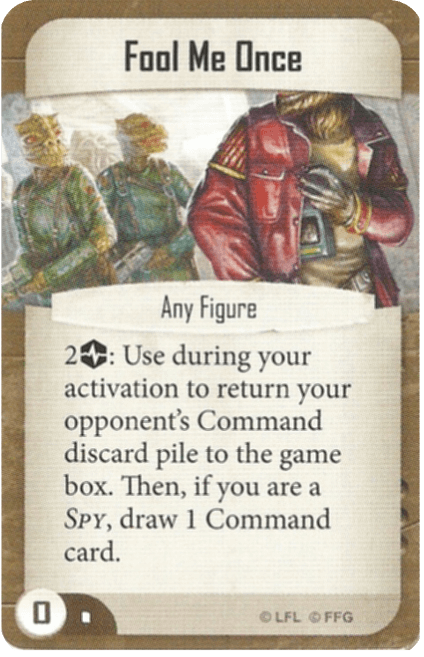 Fool Me Once
Any Figure
2: Use during your
activation to return your
opponent's Command
discard pile to the game
box. Then, if you are a
SPY, draw 1 Command
card.
0
© LFL © FFG